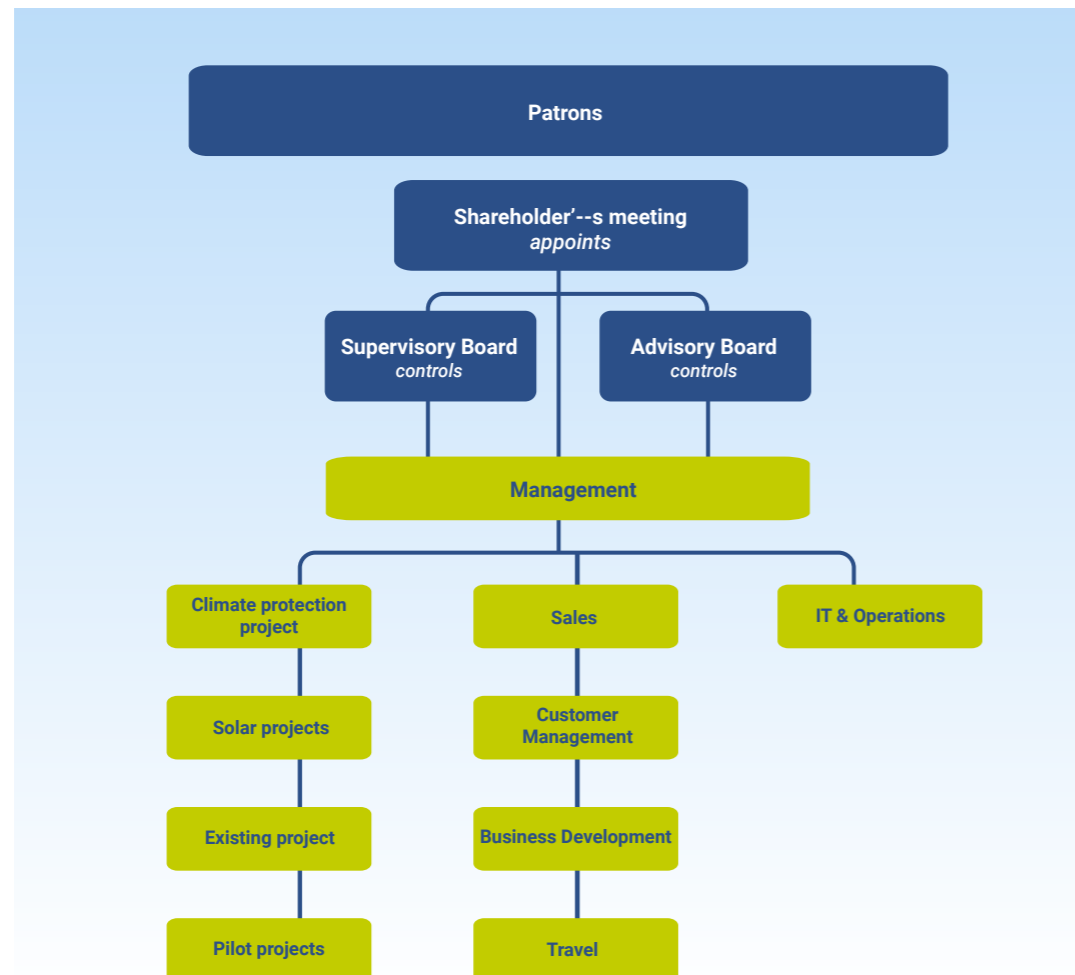 Patrons
Shareholder’--s meeting
appoints
Supervisory Board
controls
Advisory Board
controls
Management
Climate protection
project
Sales
IT & Operations
Solar projects
Customer
Management
Existing project
Business Development
Pilot projects
Travel